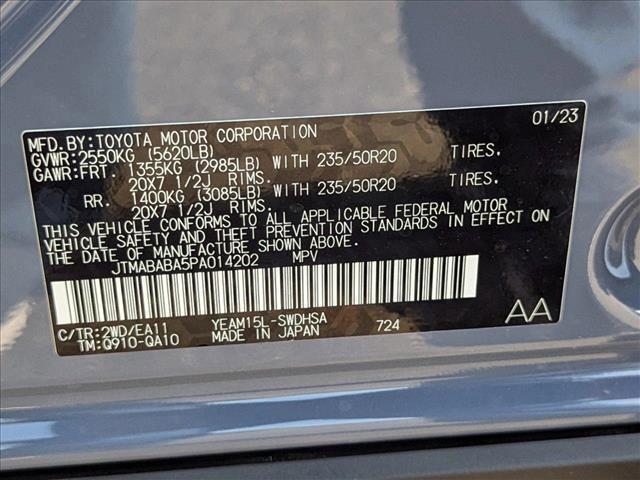 MFD. BY: TOYOTA MOTOR CORPORATION 01/23
GVWR: 2550KG (5620LB)
GAWR: FRT. 1355KG (2985LB) WITH 235/50R20 TIRES.
20X7 1/2J RIMS.
RR. 1400KG (3085LB) WITH 235/50R20 TIRES.
20X7 1/2J RIMS.
THIS VEHICLE CONFORMS TO ALL APPLICABLE FEDERAL MOTOR
VEHICLE SAFETY AND THEFT PREVENTION STANDARDS IN EFFECT ON
THE DATE OF MANUFACTURE SHOWN ABOVE.
JTMABABA5PA014202 MPV
C/TR: 2WD/EA11 YEAM15L-SWDHSA AA
TM: Q910-QA10 MADE IN JAPAN 724